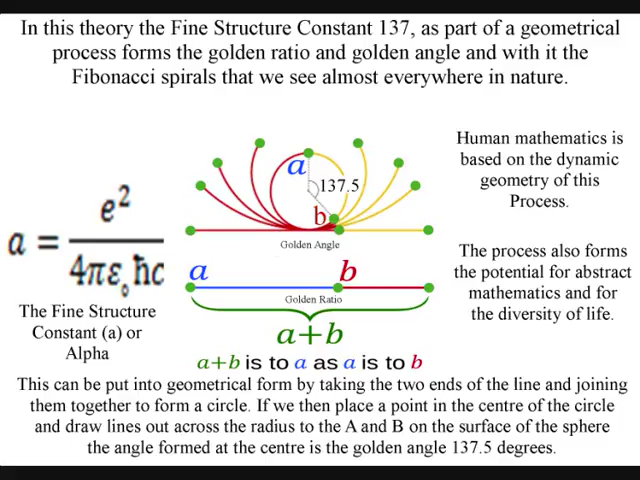 In this theory the Fine Structure Constant 137, as part of a geometrical
process forms the golden ratio and golden angle and with it the
Fibonacci spirals that we see almost everywhere in nature.
a
137.5
b
Golden Angle
a b
Golden Ratio
a+b
a+b is to a as a is to b
a = e²
4πε₀ħc
The Fine Structure
Constant (a) or
Alpha
Human mathematics is
based on the dynamic
geometry of this
Process.
The process also forms
the potential for abstract
mathematics and for
the diversity of life.
This can be put into geometrical form by taking the two ends of the line and joining
them together to form a circle. If we then place a point in the centre of the circle
and draw lines out across the radius to the A and B on the surface of the sphere
the angle formed at the centre is the golden angle 137.5 degrees.